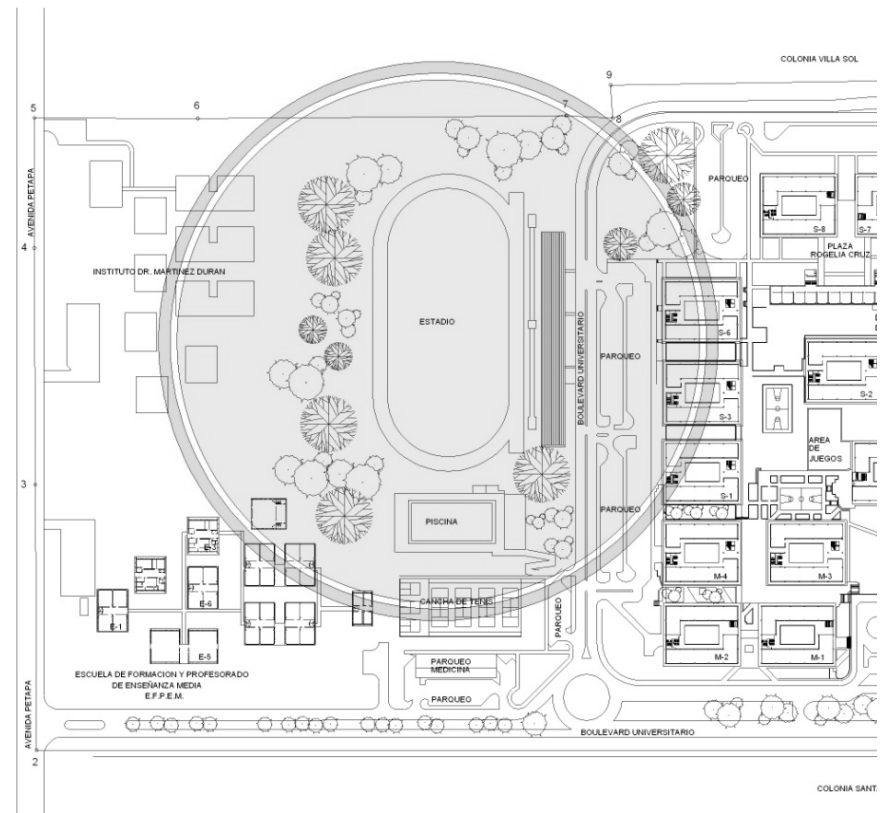 COLONIA VILLA SOL
9
5
6
7
8
PARQUEO
AVENIDA PETAPA
S-8
S-7
4
PLAZA
ROGELIA CRUZ
INSTITUTO DR. MARTINEZ DURAN
ESTADIO
BOULEVARD UNIVERSITARIO
S-6
PARQUEO
S-2
S-3
AREA
DE
JUEGOS
3
S-1
PISCINA
PARQUEO
M-4
M-3
E-6
E-1
CANCHA DE TENIS
PARQUEO
E-5
M-2
M-1
PARQUEO
MEDICINA
ESCUELA DE FORMACION Y PROFESORADO
DE ENSEÑANZA MEDIA
E.F.P.E.M.
PARQUEO
AVENIDA PETAPA
BOULEVARD UNIVERSITARIO
2
COLONIA SANT